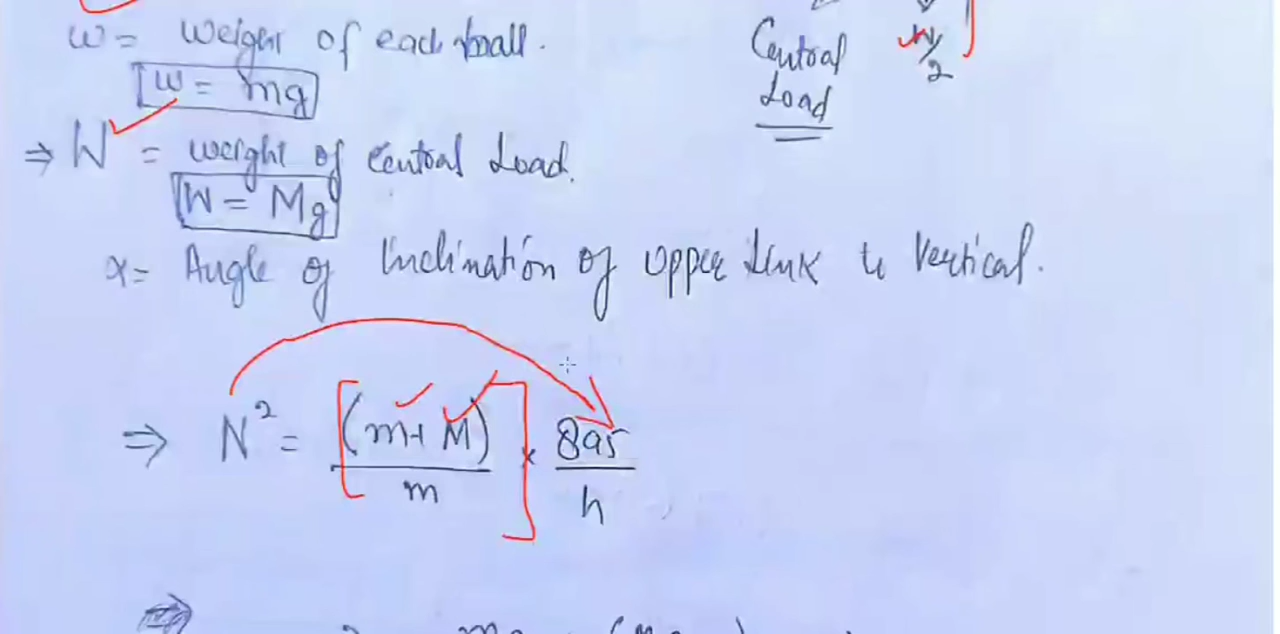 w = weight of each ball.
w = mg
Central
Load
W/2
⇒ W = weight of central Load.
W = Mg
α = Angle of Inclination of upper Link to Vertical.
⇒ N² = [(m+M)/m] × 895/h
⇒